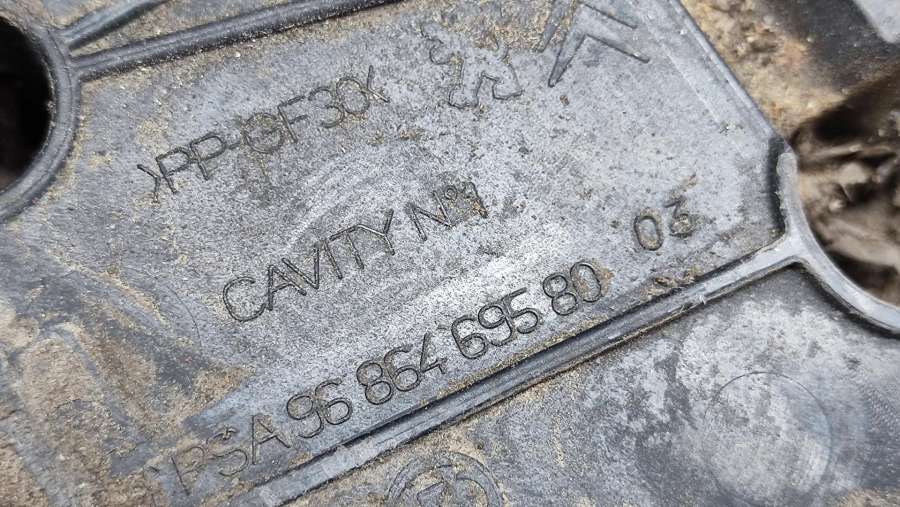 >PP-GF30<
CAVITY N°1
PSA 96 864 695 80 03